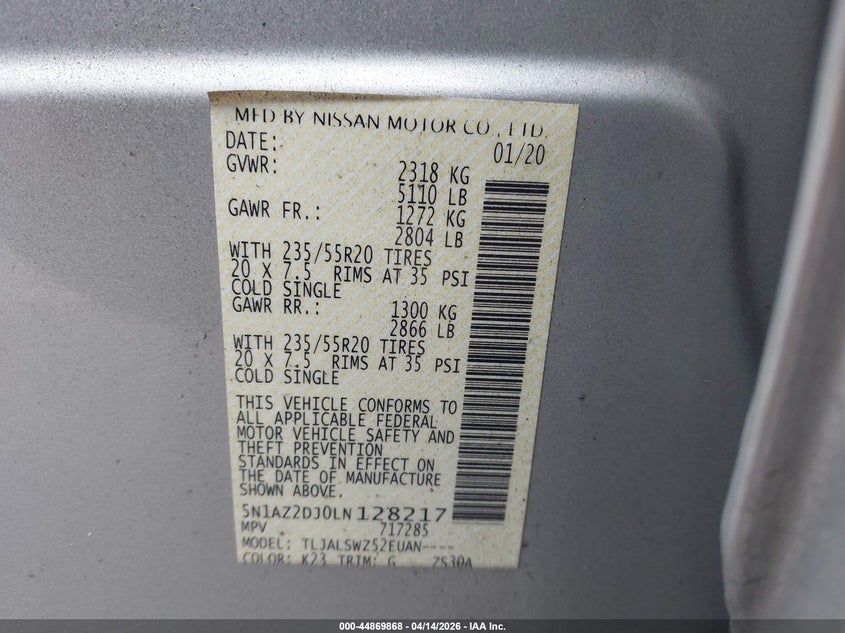 MFD BY NISSAN MOTOR CO., LTD.
DATE: 01/20
GVWR: 2318 KG
5110 LB
GAWR FR.: 1272 KG
2804 LB
WITH 235/55R20 TIRES
20 X 7.5 RIMS AT 35 PSI
COLD SINGLE
GAWR RR.: 1300 KG
2866 LB
WITH 235/55R20 TIRES
20 X 7.5 RIMS AT 35 PSI
COLD SINGLE
THIS VEHICLE CONFORMS TO
ALL APPLICABLE FEDERAL
MOTOR VEHICLE SAFETY AND
THEFT PREVENTION
STANDARDS IN EFFECT ON
THE DATE OF MANUFACTURE
SHOWN ABOVE.
5N1AZ2DJ0LN128217
MPV 717285
MODEL: TLJALSWZ52EUAN----
COLOR: K23 TRIM: G ZS30A
000-44869868 - 04/14/2026 - IAA Inc.